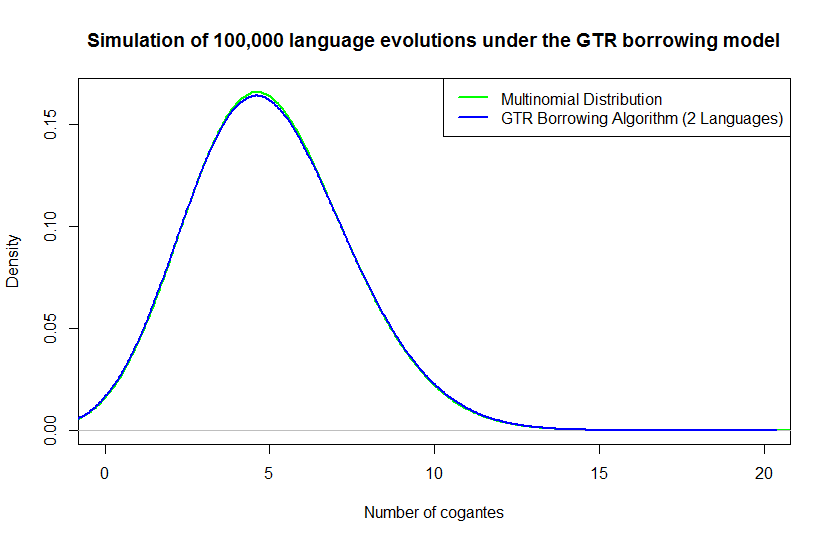 Simulation of 100,000 language evolutions under the GTR borrowing model
Multinomial Distribution
GTR Borrowing Algorithm (2 Languages)
Density
0.15
0.10
0.05
0.00
0 5 10 15 20
Number of cogantes